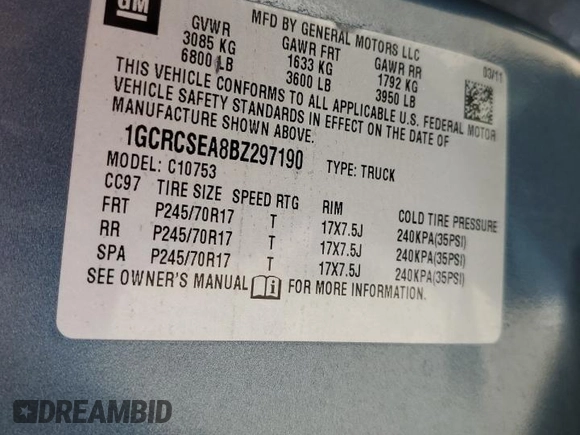 GM
MFD BY GENERAL MOTORS LLC
GVWR GAWR FRT GAWR RR 03/11
3085 KG 1633 KG 1792 KG
6800 LB 3600 LB 3950 LB
THIS VEHICLE CONFORMS TO ALL APPLICABLE U.S. FEDERAL MOTOR
VEHICLE SAFETY STANDARDS IN EFFECT ON THE DATE OF
MANUFACTURE SHOWN ABOVE.
1GCRCSEA8BZ297190 TYPE: TRUCK
MODEL: C10753
CC97 TIRE SIZE SPEED RTG RIM COLD TIRE PRESSURE
FRT P245/70R17 T 17X7.5J 240KPA(35PSI)
RR P245/70R17 T 17X7.5J 240KPA(35PSI)
SPA P245/70R17 T 17X7.5J 240KPA(35PSI)
SEE OWNER'S MANUAL i FOR MORE INFORMATION.
DREAMBID